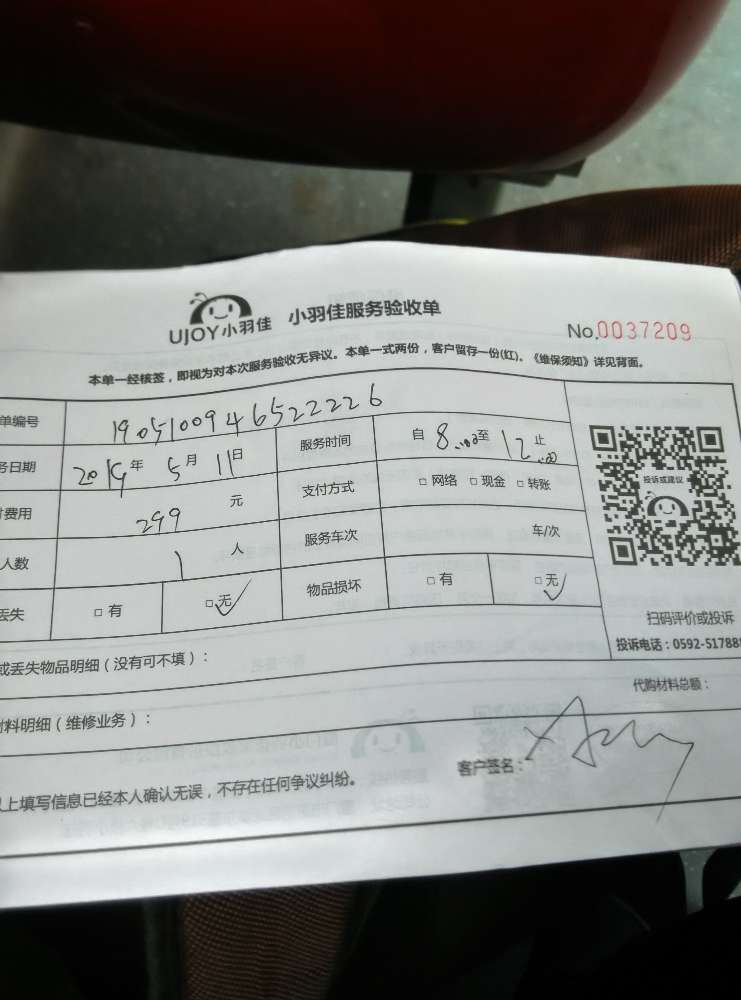 UJOY小羽佳 小羽佳服务验收单
No.0037209
本单一经核签，即视为对本次服务验收无异议。本单一式两份，客户留存一份(红)。《维保须知》详见背面。
单编号 1905100946522226
务日期 2019年 5月 11日 服务时间 自 8:00至 12:00止
费用 299 元 支付方式 □网络 □现金 □转账
人数 1 人 服务车次 车/次
丢失 □有 □无 物品损坏 □有 □无
投诉或建议
扫码评价或投诉
投诉电话：0592-51788
或丢失物品明细（没有可不填）：
代购材料总额：
材料明细（维修业务）：
以上填写信息已经本人确认无误，不存在任何争议纠纷。 客户签名：